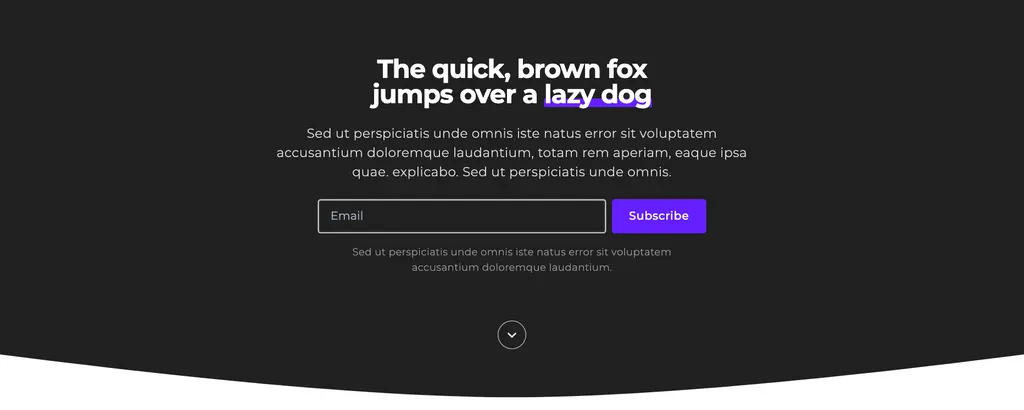 The quick, brown fox
jumps over a lazy dog
Sed ut perspiciatis unde omnis iste natus error sit voluptatem
accusantium doloremque laudantium, totam rem aperiam, eaque ipsa
quae. explicabo. Sed ut perspiciatis unde omnis.
Email
Subscribe
Sed ut perspiciatis unde omnis iste natus error sit voluptatem
accusantium doloremque laudantium.